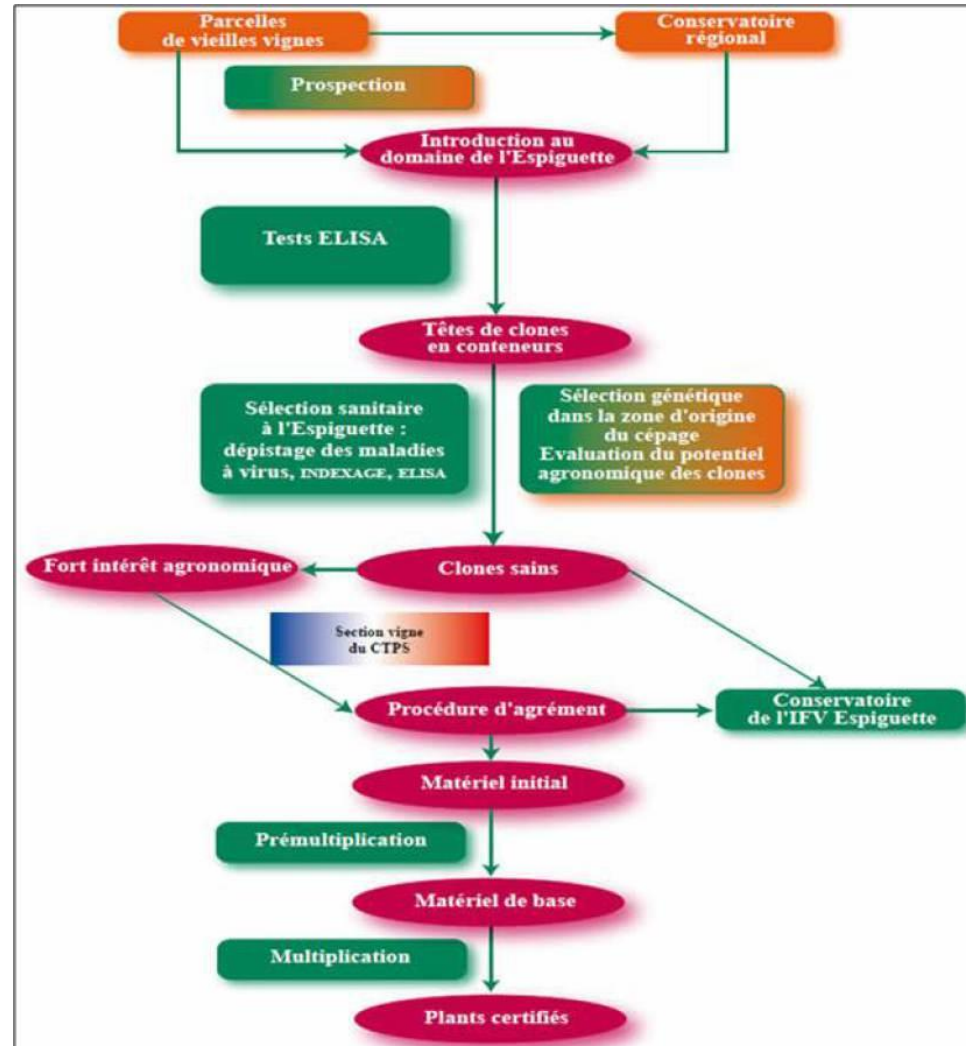 Parcelles
de vieilles vignes
Conservatoire
régional
Prospection
Introduction au
domaine de l'Espiguette
Tests ELISA
Têtes de clones
en conteneurs
Sélection sanitaire
à l'Espiguette :
dépistage des maladies
à virus, INDEXAGE, ELISA
Sélection génétique
dans la zone d'origine
du cépage
Evaluation du potentiel
agronomique des clones
Fort intérêt agronomique
Clones sains
Section vigne
du CTPS
Procédure d'agrément
Conservatoire
de l'IFV Espiguette
Matériel initial
Prémultiplication
Matériel de base
Multiplication
Plants certifiés